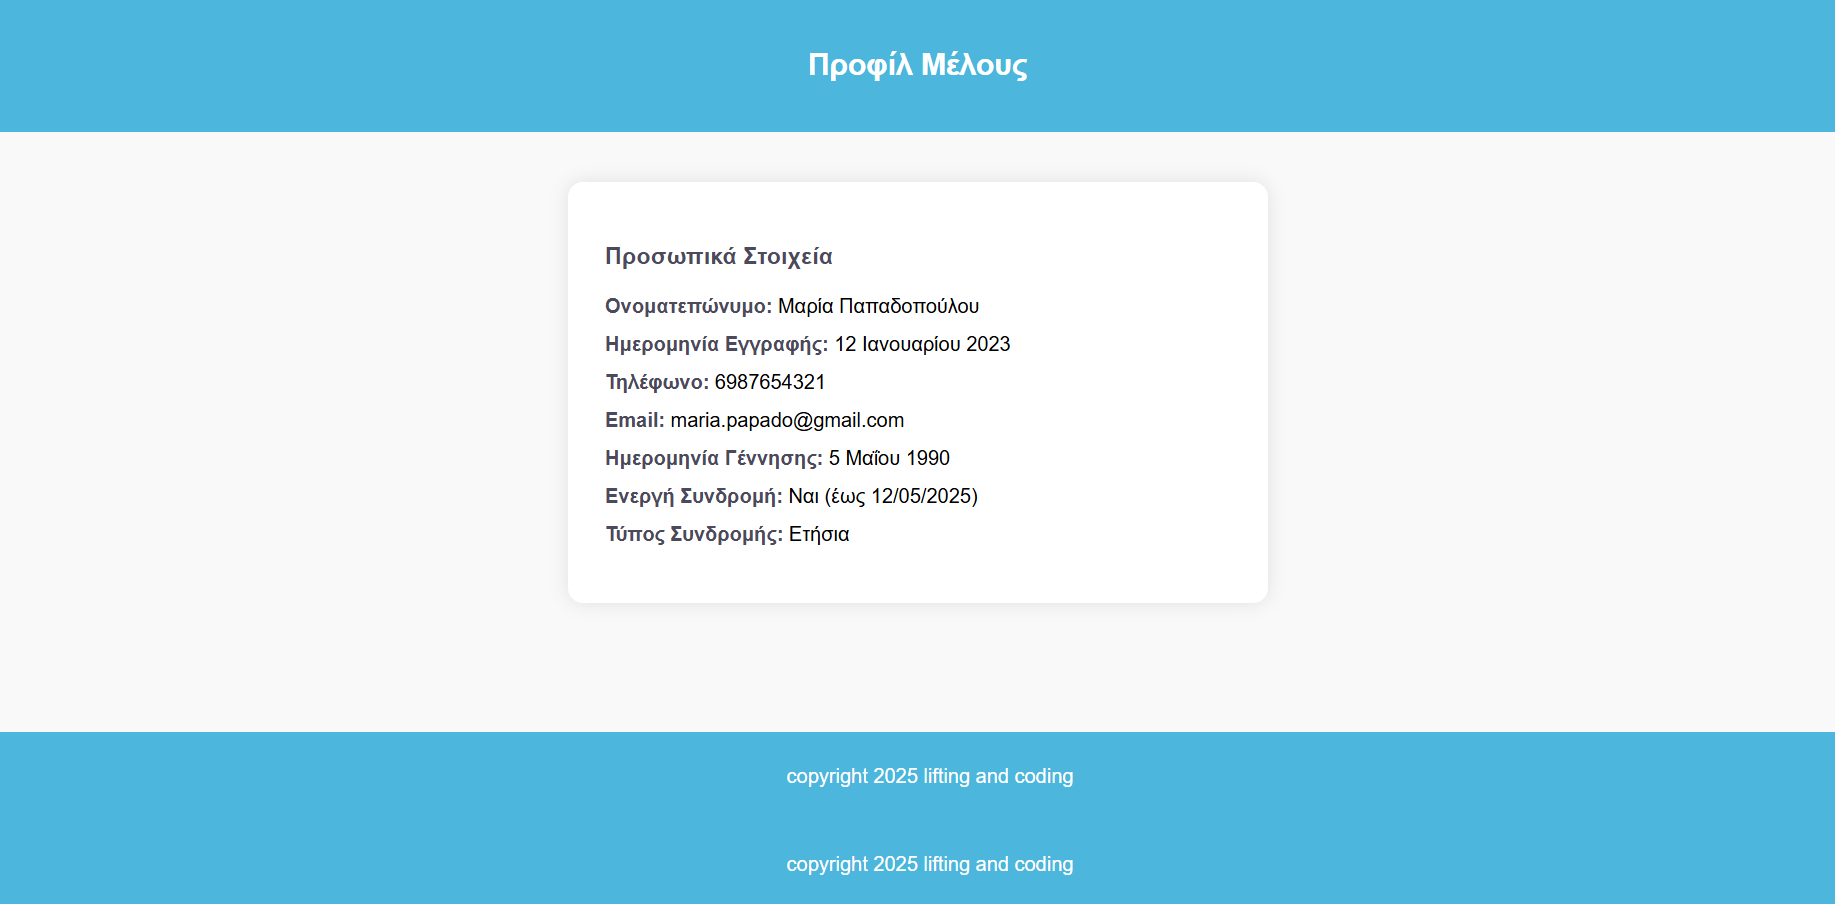 Προφίλ Μέλους
Προσωπικά Στοιχεία
Ονοματεπώνυμο: Μαρία Παπαδοπούλου
Ημερομηνία Εγγραφής: 12 Ιανουαρίου 2023
Τηλέφωνο: 6987654321
Email: maria.papado@gmail.com
Ημερομηνία Γέννησης: 5 Μαΐου 1990
Ενεργή Συνδρομή: Ναι (έως 12/05/2025)
Τύπος Συνδρομής: Ετήσια
copyright 2025 lifting and coding
copyright 2025 lifting and coding